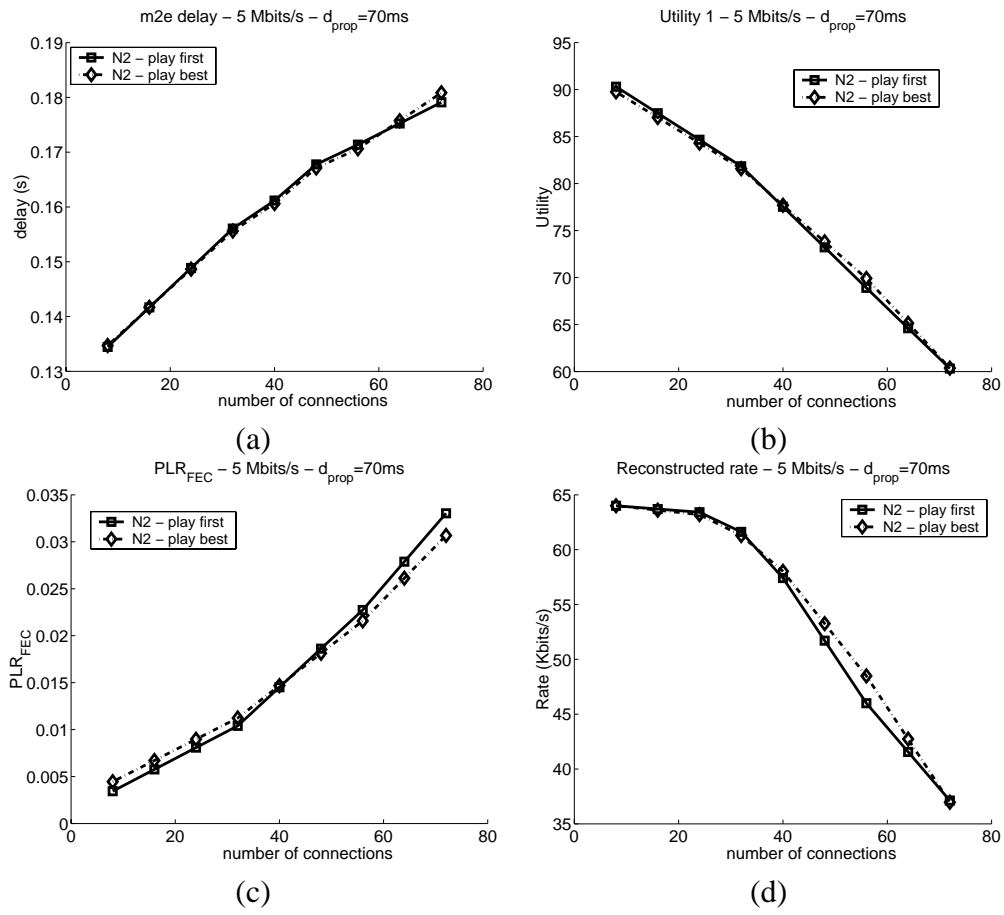 m2e delay – 5 Mbits/s – d_prop=70ms
0.19
0.18
0.17
0.16
0.15
0.14
0.13
delay (s)
N2 – play first
N2 – play best
0 20 40 60 80
number of connections
(a)
Utility 1 – 5 Mbits/s – d_prop=70ms
95
90
85
80
75
70
65
60
Utility
N2 – play first
N2 – play best
0 20 40 60 80
number of connections
(b)
PLR_FEC – 5 Mbits/s – d_prop=70ms
0.035
0.03
0.025
0.02
0.015
0.01
0.005
0
PLR_FEC
N2 – play first
N2 – play best
0 20 40 60 80
number of connections
(c)
Reconstructed rate – 5 Mbits/s – d_prop=70ms
65
60
55
50
45
40
35
Rate (Kbits/s)
N2 – play first
N2 – play best
0 20 40 60 80
number of connections
(d)